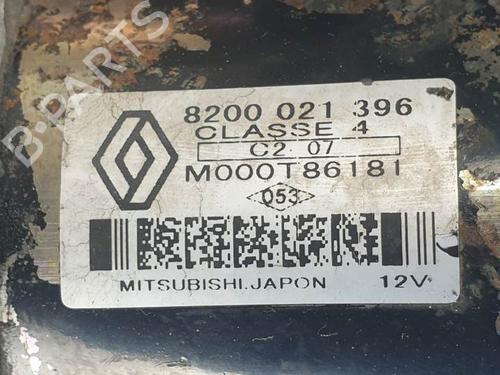 B-PARTS
8200 021 396
CLASSE 4
C2 07
M000T86181
053
MITSUBISHI.JAPON 12V